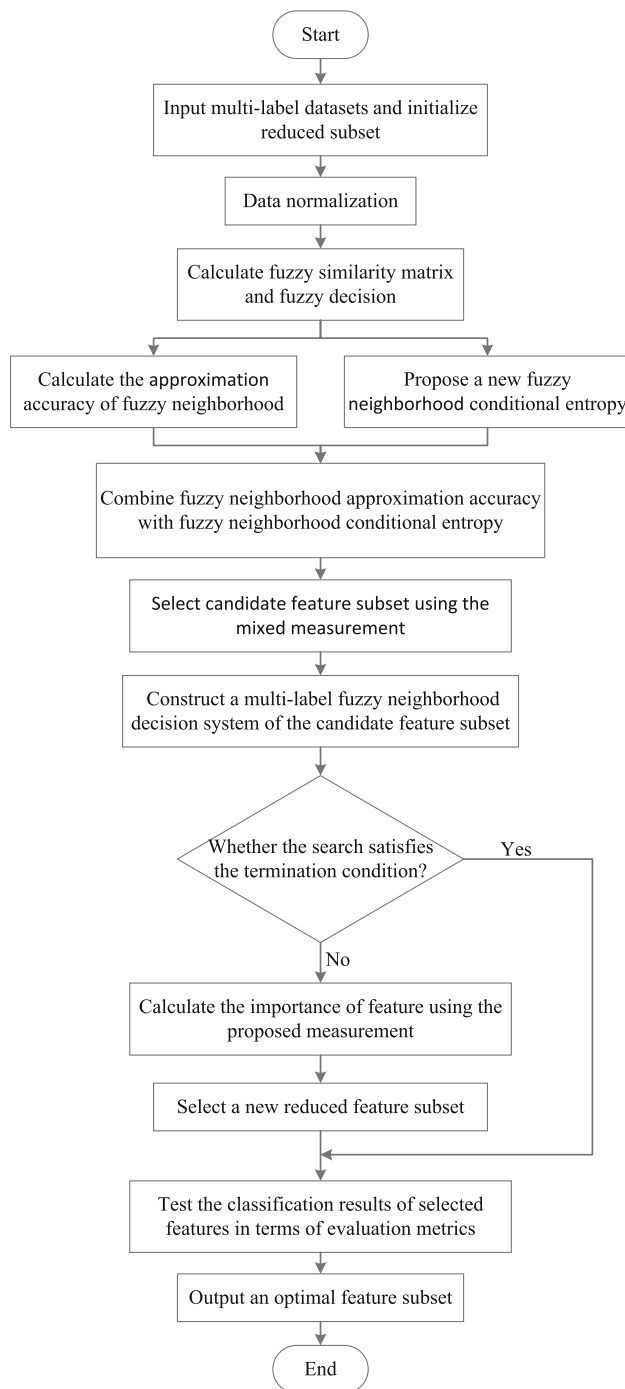 Start
Input multi-label datasets and initialize
reduced subset
Data normalization
Calculate fuzzy similarity matrix
and fuzzy decision
Calculate the approximation
accuracy of fuzzy neighborhood
Propose a new fuzzy
neighborhood conditional entropy
Combine fuzzy neighborhood approximation accuracy
with fuzzy neighborhood conditional entropy
Select candidate feature subset using the
mixed measurement
Construct a multi-label fuzzy neighborhood
decision system of the candidate feature subset
Whether the search satisfies
the termination condition?
Yes
No
Calculate the importance of feature using the
proposed measurement
Select a new reduced feature subset
Test the classification results of selected
features in terms of evaluation metrics
Output an optimal feature subset
End